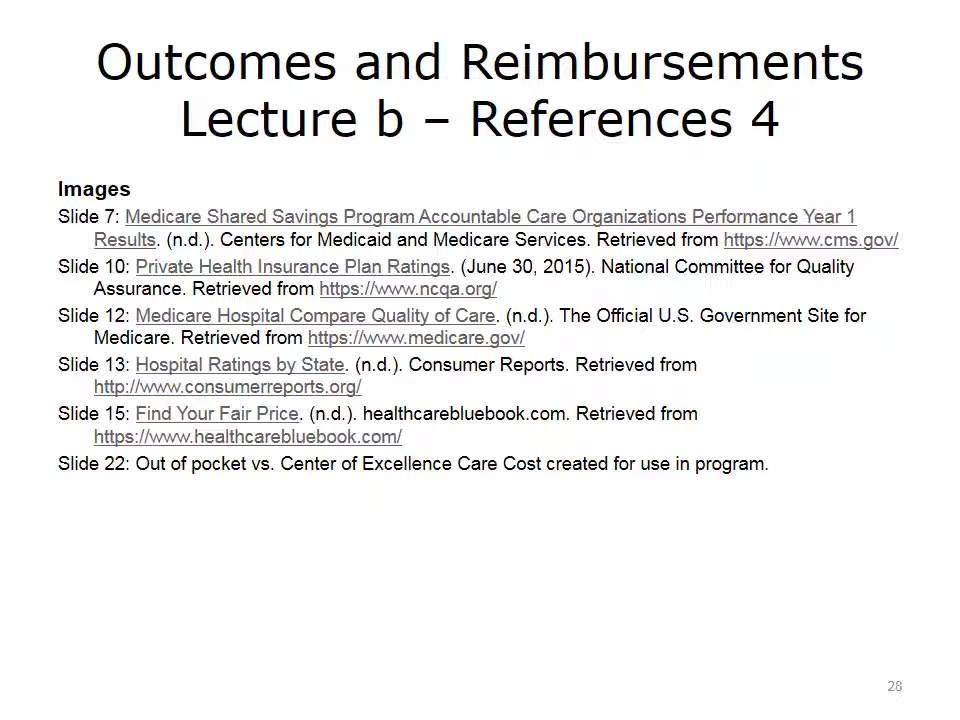 Outcomes and Reimbursements
Lecture b – References 4
Images
Slide 7: Medicare Shared Savings Program Accountable Care Organizations Performance Year 1
Results. (n.d.). Centers for Medicaid and Medicare Services. Retrieved from https://www.cms.gov/
Slide 10: Private Health Insurance Plan Ratings. (June 30, 2015). National Committee for Quality
Assurance. Retrieved from https://www.ncqa.org/
Slide 12: Medicare Hospital Compare Quality of Care. (n.d.). The Official U.S. Government Site for
Medicare. Retrieved from https://www.medicare.gov/
Slide 13: Hospital Ratings by State. (n.d.). Consumer Reports. Retrieved from
http://www.consumerreports.org/
Slide 15: Find Your Fair Price. (n.d.). healthcarebluebook.com. Retrieved from
https://www.healthcarebluebook.com/
Slide 22: Out of pocket vs. Center of Excellence Care Cost created for use in program.
28